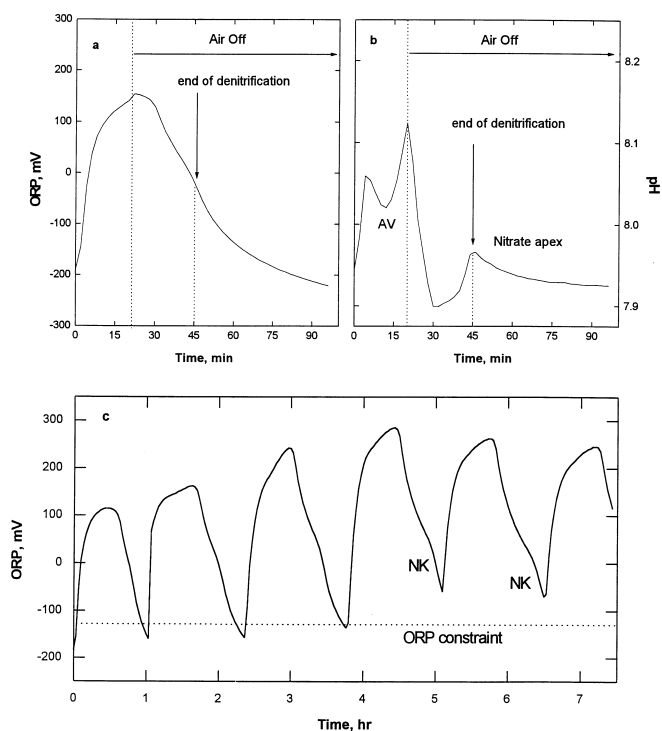 a
Air Off
end of denitrification
300
200
100
0
-100
-200
-300
ORP, mV
0
15
30
45
60
75
90
Time, min
b
Air Off
end of denitrification
AV
Nitrate apex
8.2
8.1
8.0
7.9
pH
0
15
30
45
60
75
90
Time, min
c
300
200
100
0
-100
-200
ORP, mV
NK
NK
ORP constraint
0
1
2
3
4
5
6
7
Time, hr